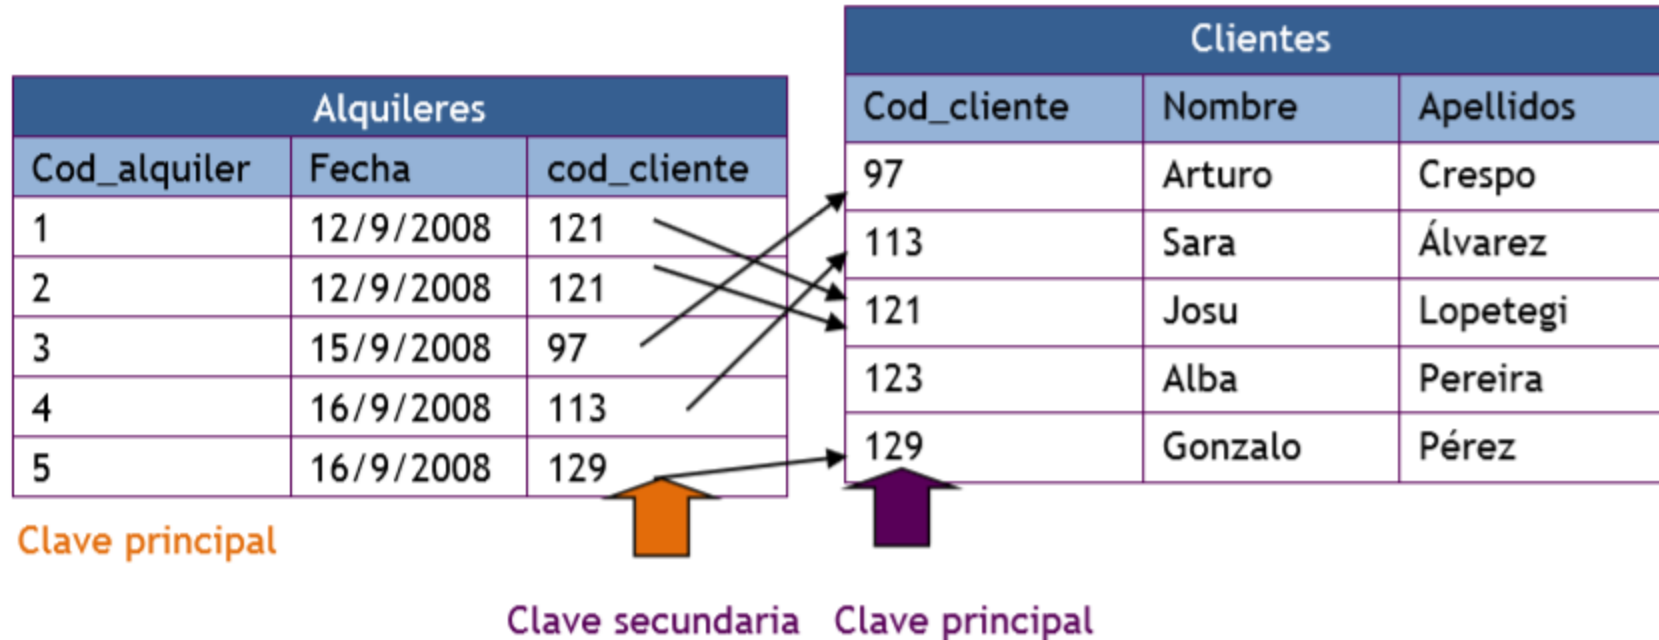 Alquileres
Cod_alquiler Fecha cod_cliente
1 12/9/2008 121
2 12/9/2008 121
3 15/9/2008 97
4 16/9/2008 113
5 16/9/2008 129
Clave principal
Clientes
Cod_cliente Nombre Apellidos
97 Arturo Crespo
113 Sara Álvarez
121 Josu Lopetegi
123 Alba Pereira
129 Gonzalo Pérez
Clave secundaria Clave principal